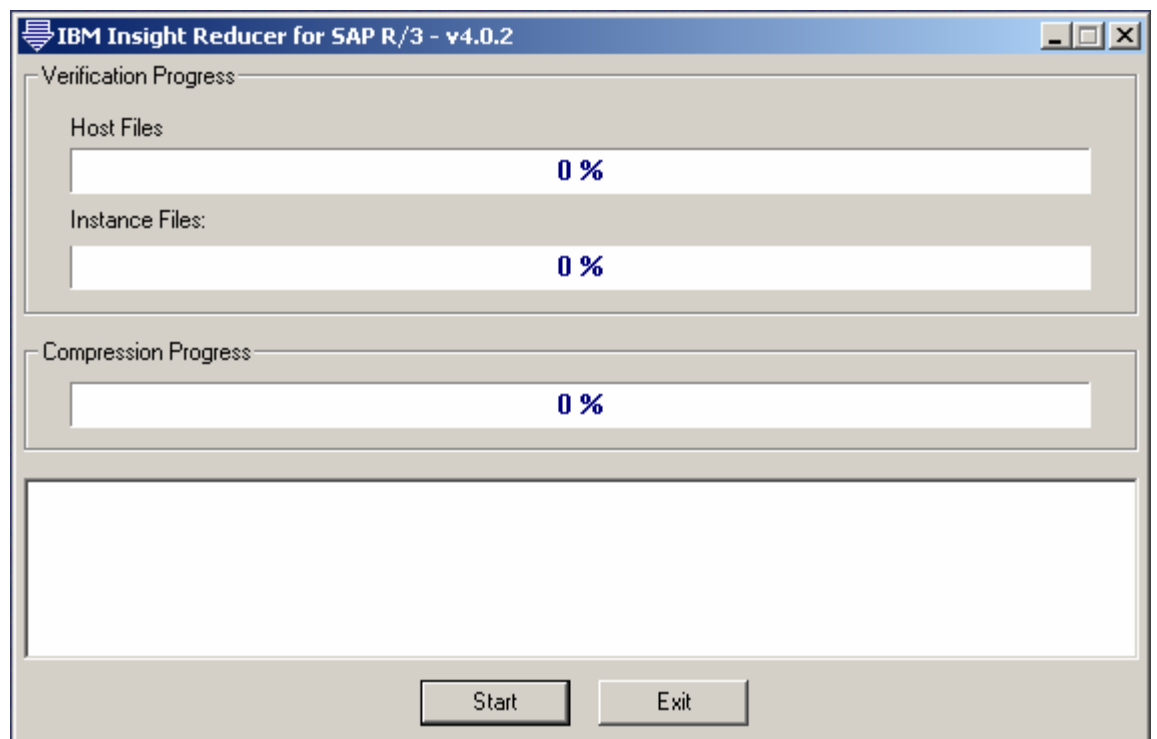 IBM Insight Reducer for SAP R/3 - v4.0.2
Verification Progress
Host Files
0 %
Instance Files:
0 %
Compression Progress
0 %
Start Exit